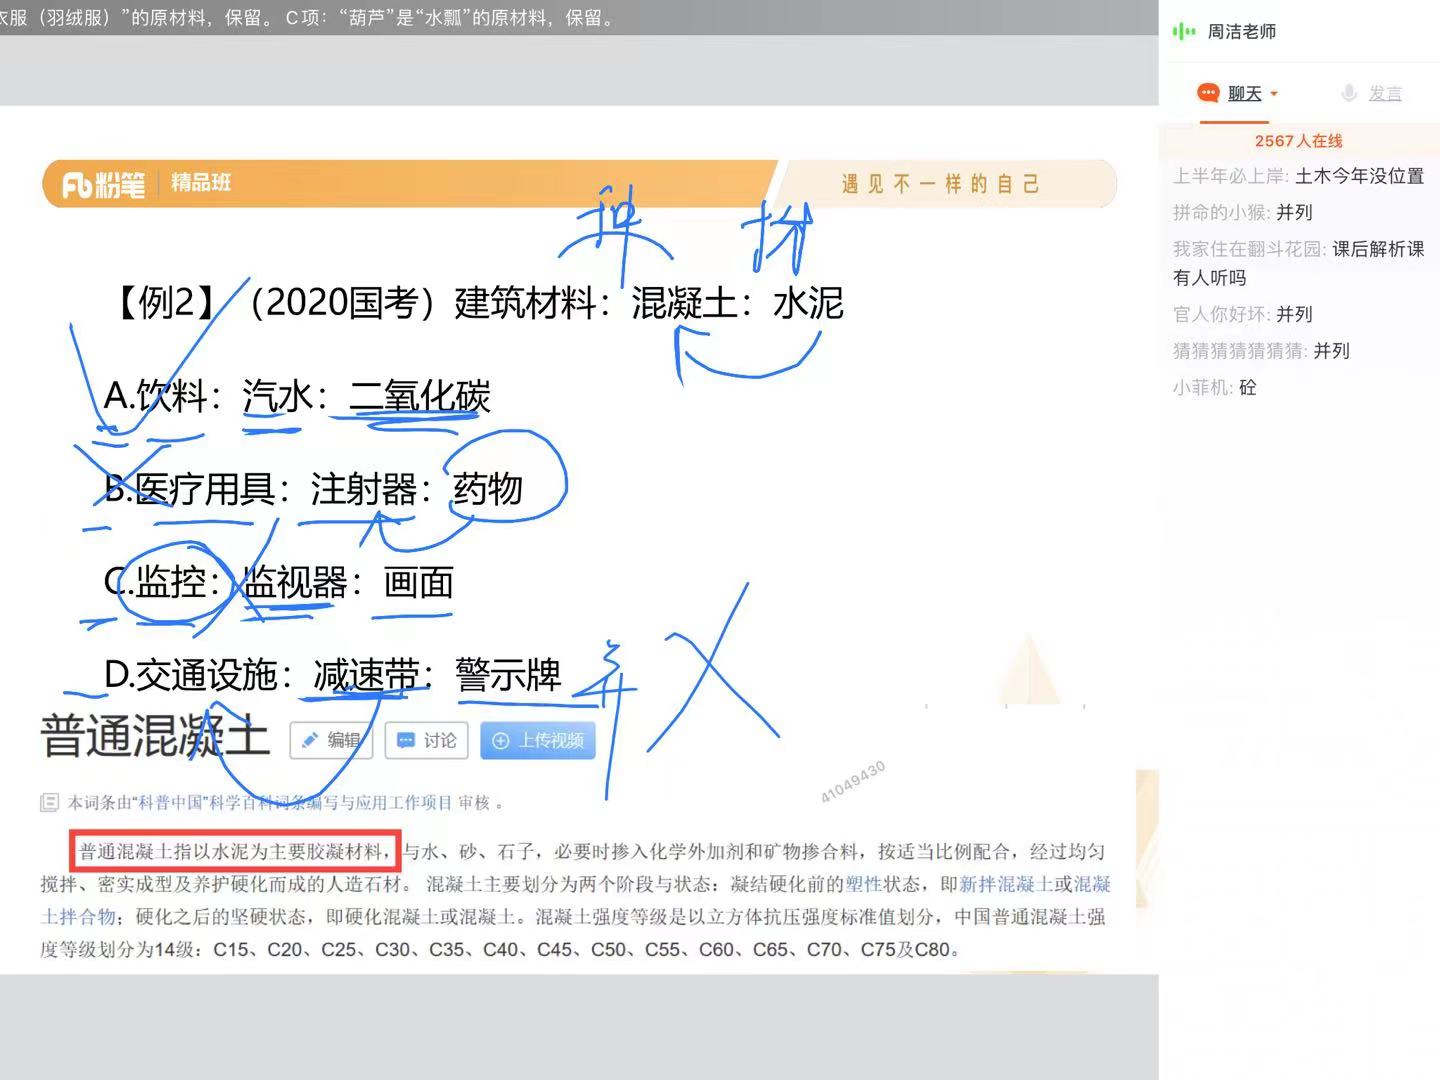 衣服（羽绒服）”的原材料，保留。 C 项：“葫芦”是“水瓢”的原材料，保留。
周洁老师
聊天
发言
2567人在线
上半年必上岸: 土木今年没位置
拼命的小猴: 并列
我家住在翻斗花园: 课后解析课
有人听吗
官人你好坏: 并列
猜猜猜猜猜猜猜: 并列
小菲机: 砼
粉笔 精品班
遇见不一样的自己
种
【例2】（2020国考）建筑材料：混凝土：水泥
A.饮料：汽水：二氧化碳
B.医疗用具：注射器：药物
C.监控：监视器：画面
D.交通设施：减速带：警示牌
并
普通混凝土
编辑
讨论
上传视频
本词条由“科普中国”科学百科词条编写与应用工作项目 审核 。
41049430
普通混凝土指以水泥为主要胶凝材料，与水、砂、石子，必要时掺入化学外加剂和矿物掺合料，按适当比例配合，经过均匀
搅拌、密实成型及养护硬化而成的人造石材。 混凝土主要划分为两个阶段与状态：凝结硬化前的塑性状态，即新拌混凝土或混凝
土拌合物；硬化之后的坚硬状态，即硬化混凝土或混凝土。混凝土强度等级是以立方体抗压强度标准值划分，中国普通混凝土强
度等级划分为14级：C15、C20、C25、C30、C35、C40、C45、C50、C55、C60、C65、C70、C75及C80。